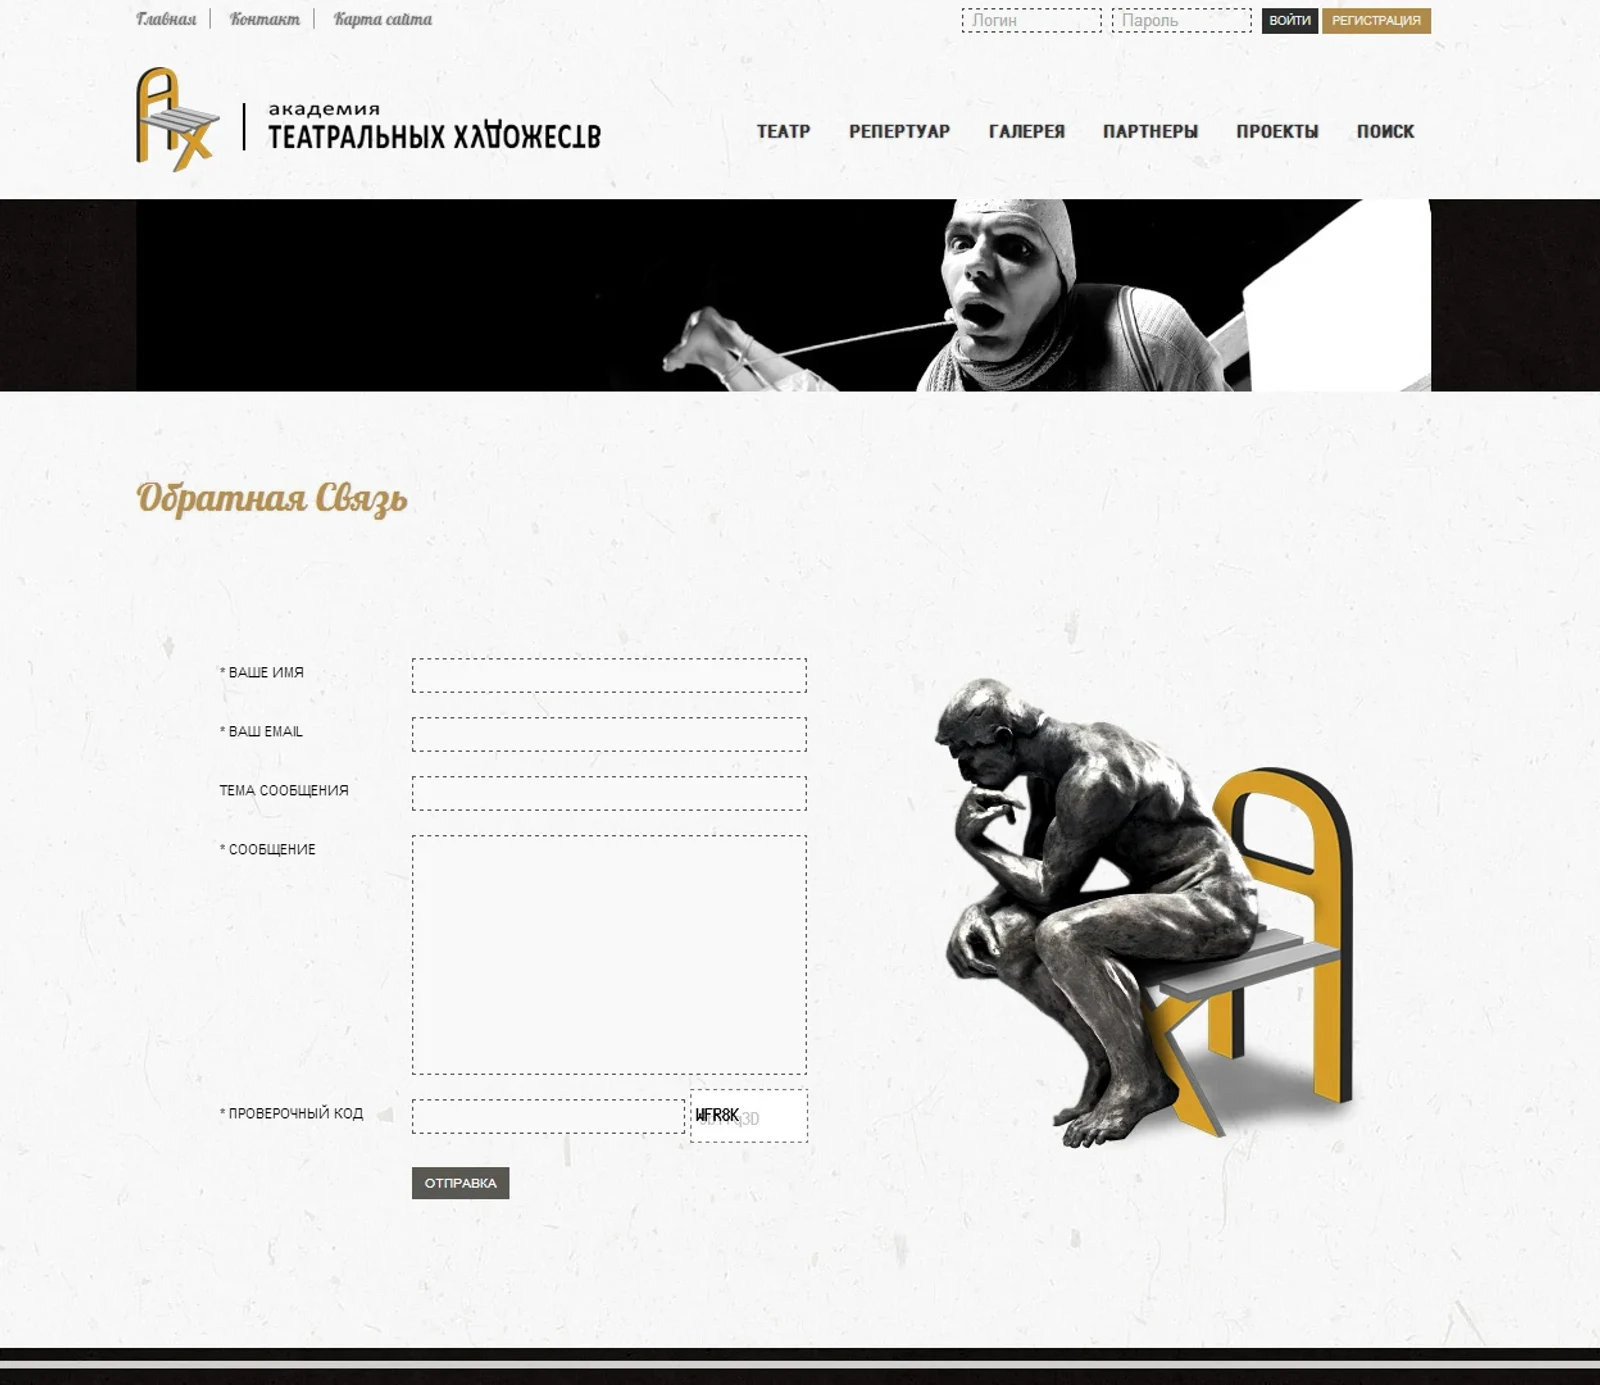 Главная
Контакт
Карта сайта
Логин
Пароль
ВОЙТИ
РЕГИСТРАЦИЯ
академия
ТЕАТРАЛЬНЫХ ХУДОЖЕСТВ
ТЕАТР
РЕПЕРТУАР
ГАЛЕРЕЯ
ПАРТНЕРЫ
ПРОЕКТЫ
ПОИСК
Обратная Связь
* ВАШЕ ИМЯ
* ВАШ EMAIL
ТЕМА СООБЩЕНИЯ
* СООБЩЕНИЕ
* ПРОВЕРОЧНЫЙ КОД
WFR8K
ОТПРАВКА